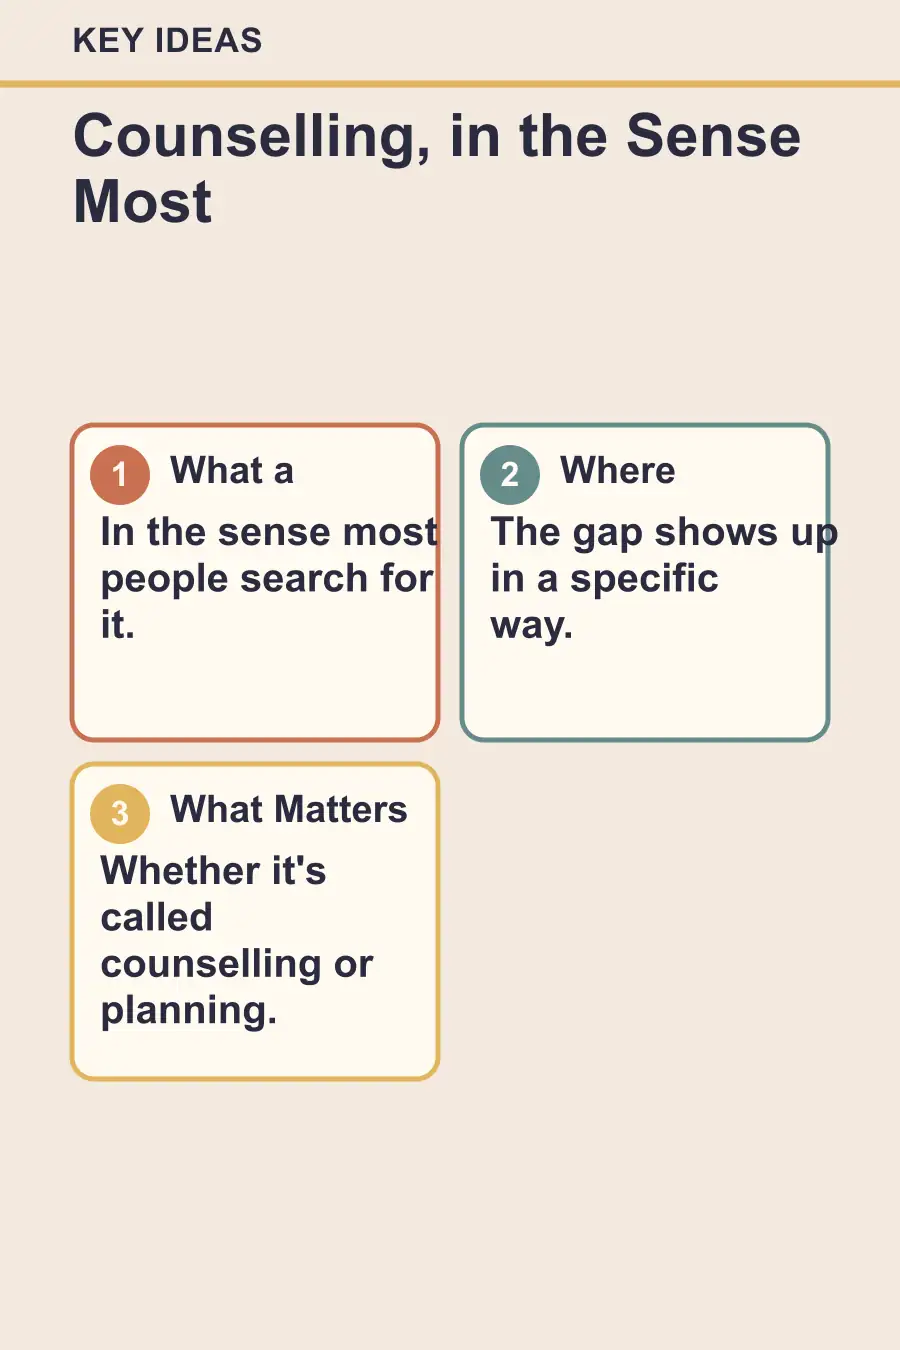 KEY IDEAS
Counselling, in the Sense
Most
1 What a
In the sense most
people search for
it.
2 Where
The gap shows up
in a specific
way.
3 What Matters
Whether it's
called
counselling or
planning.